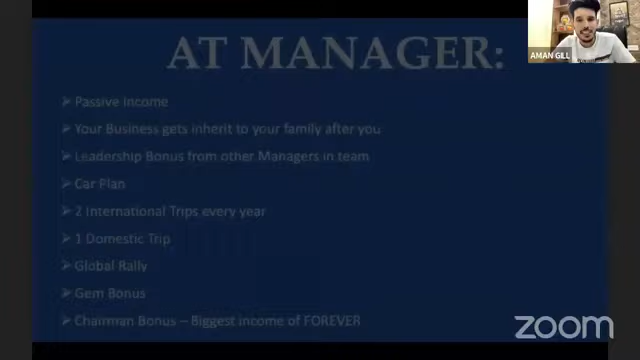 AT MANAGER:
AMAN GILL
➢ Passive Income
➢ Your Business gets inherit to your family after you
➢ Leadership Bonus from other Managers in team
➢ Car Plan
➢ 2 International Trips every year
➢ 1 Domestic Trip
➢ Global Rally
➢ Gem Bonus
➢ Chairman Bonus – Biggest income of FOREVER
zoom